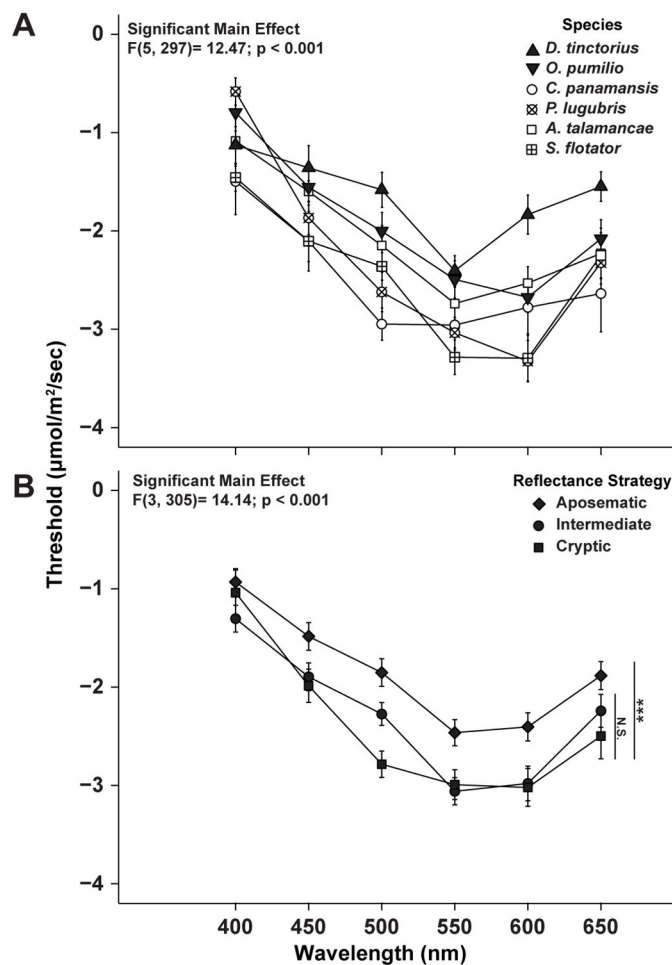 A
Significant Main Effect
F(5, 297)= 12.47; p < 0.001
Species
D. tinctorius
O. pumilio
C. panamansis
P. lugubris
A. talamancae
S. flotator
0
−1
−2
−3
−4
Threshold (µmol/m²/sec)
B
Significant Main Effect
F(3, 305)= 14.14; p < 0.001
Reflectance Strategy
Aposematic
Intermediate
Cryptic
0
−1
−2
−3
−4
N.S.
***
400 450 500 550 600 650
Wavelength (nm)